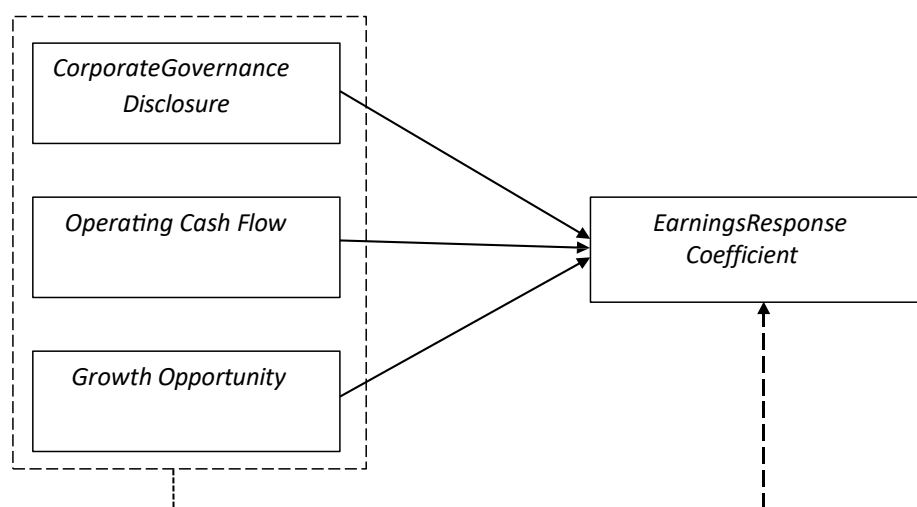 CorporateGovernance
Disclosure
Operating Cash Flow
EarningsResponse
Coefficient
Growth Opportunity